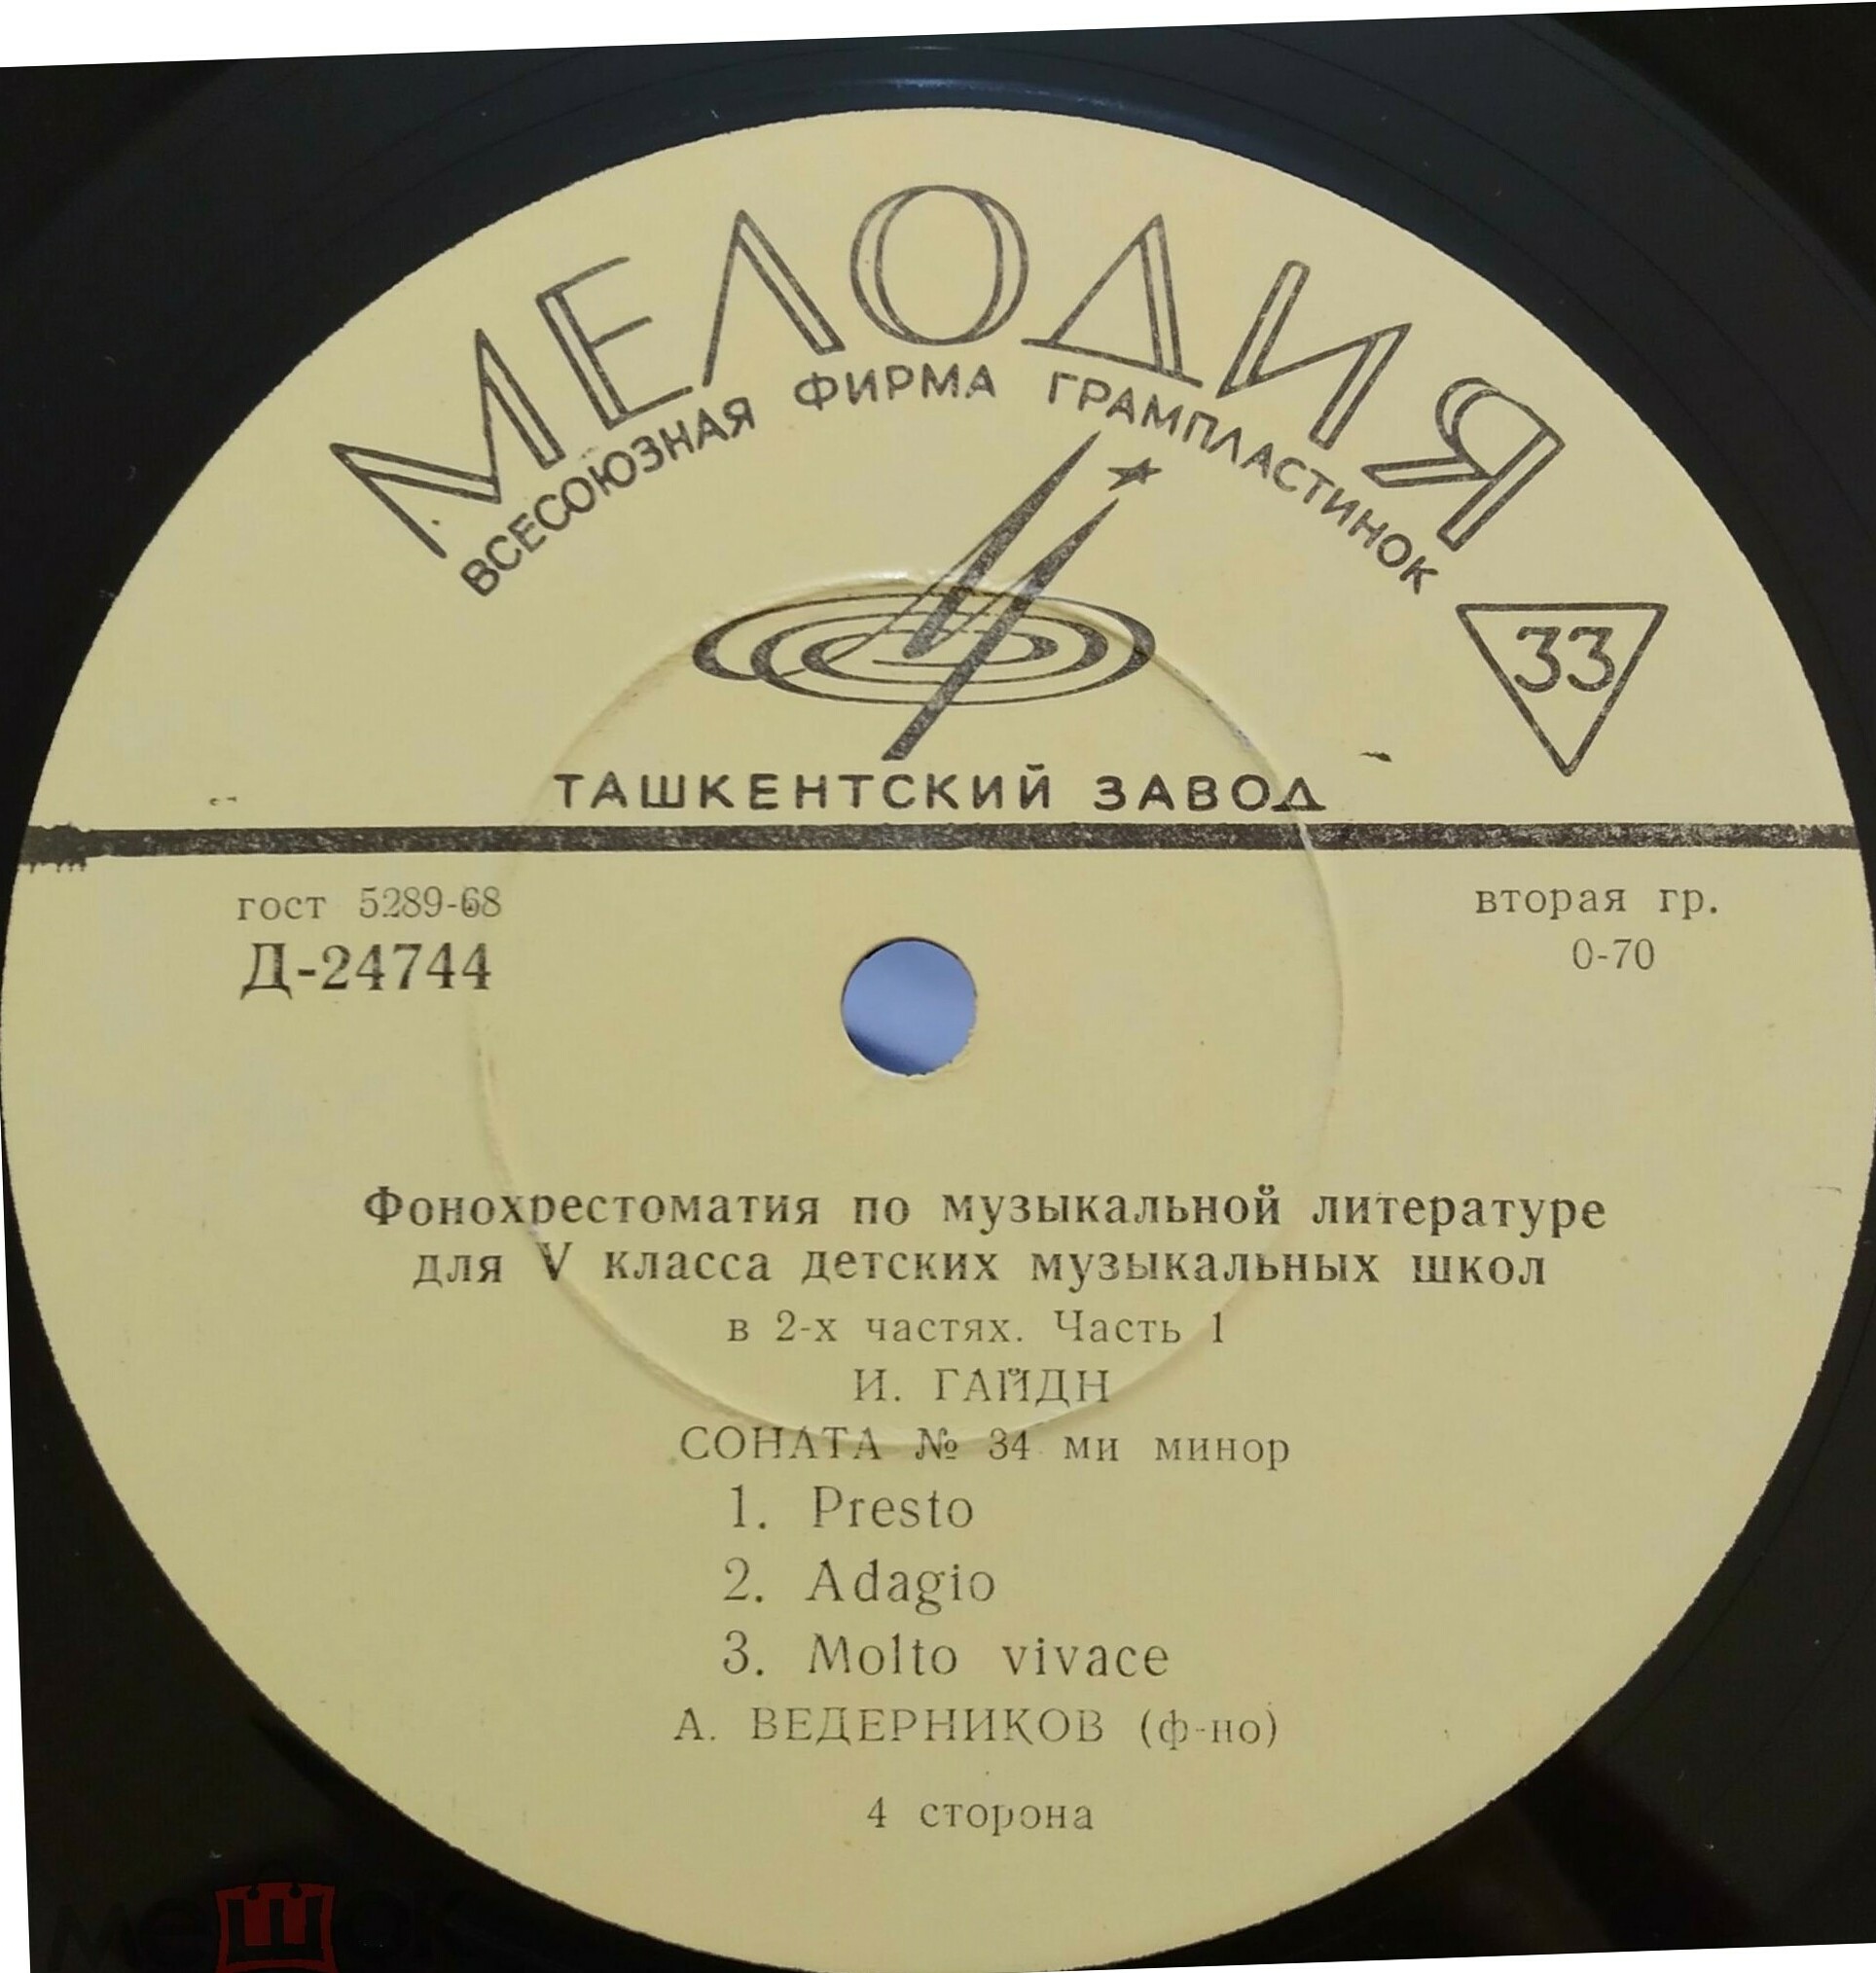 МЕЛОДИЯ
ВСЕСОЮЗНАЯ ФИРМА ГРАМПЛАСТИНОК
33
ТАШКЕНТСКИЙ ЗАВОД
гост 5289-68
вторая гр.
Д-24744
0-70
Фонохрестоматия по музыкальной литературе
для V класса детских музыкальных школ
в 2-х частях. Часть 1
И. ГАЙДН
СОНАТА № 34 ми минор
1. Presto
2. Adagio
3. Molto vivace
А. ВЕДЕРНИКОВ (ф-но)
4 сторона
мешок